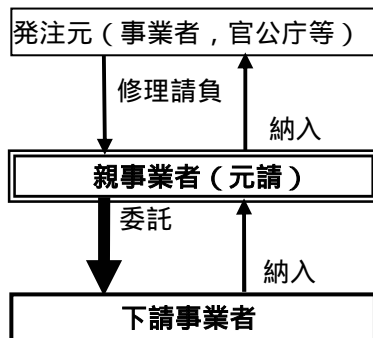 発注元（事業者，官公庁等）
修理請負
納入
親事業者（元請）
委託
納入
下請事業者